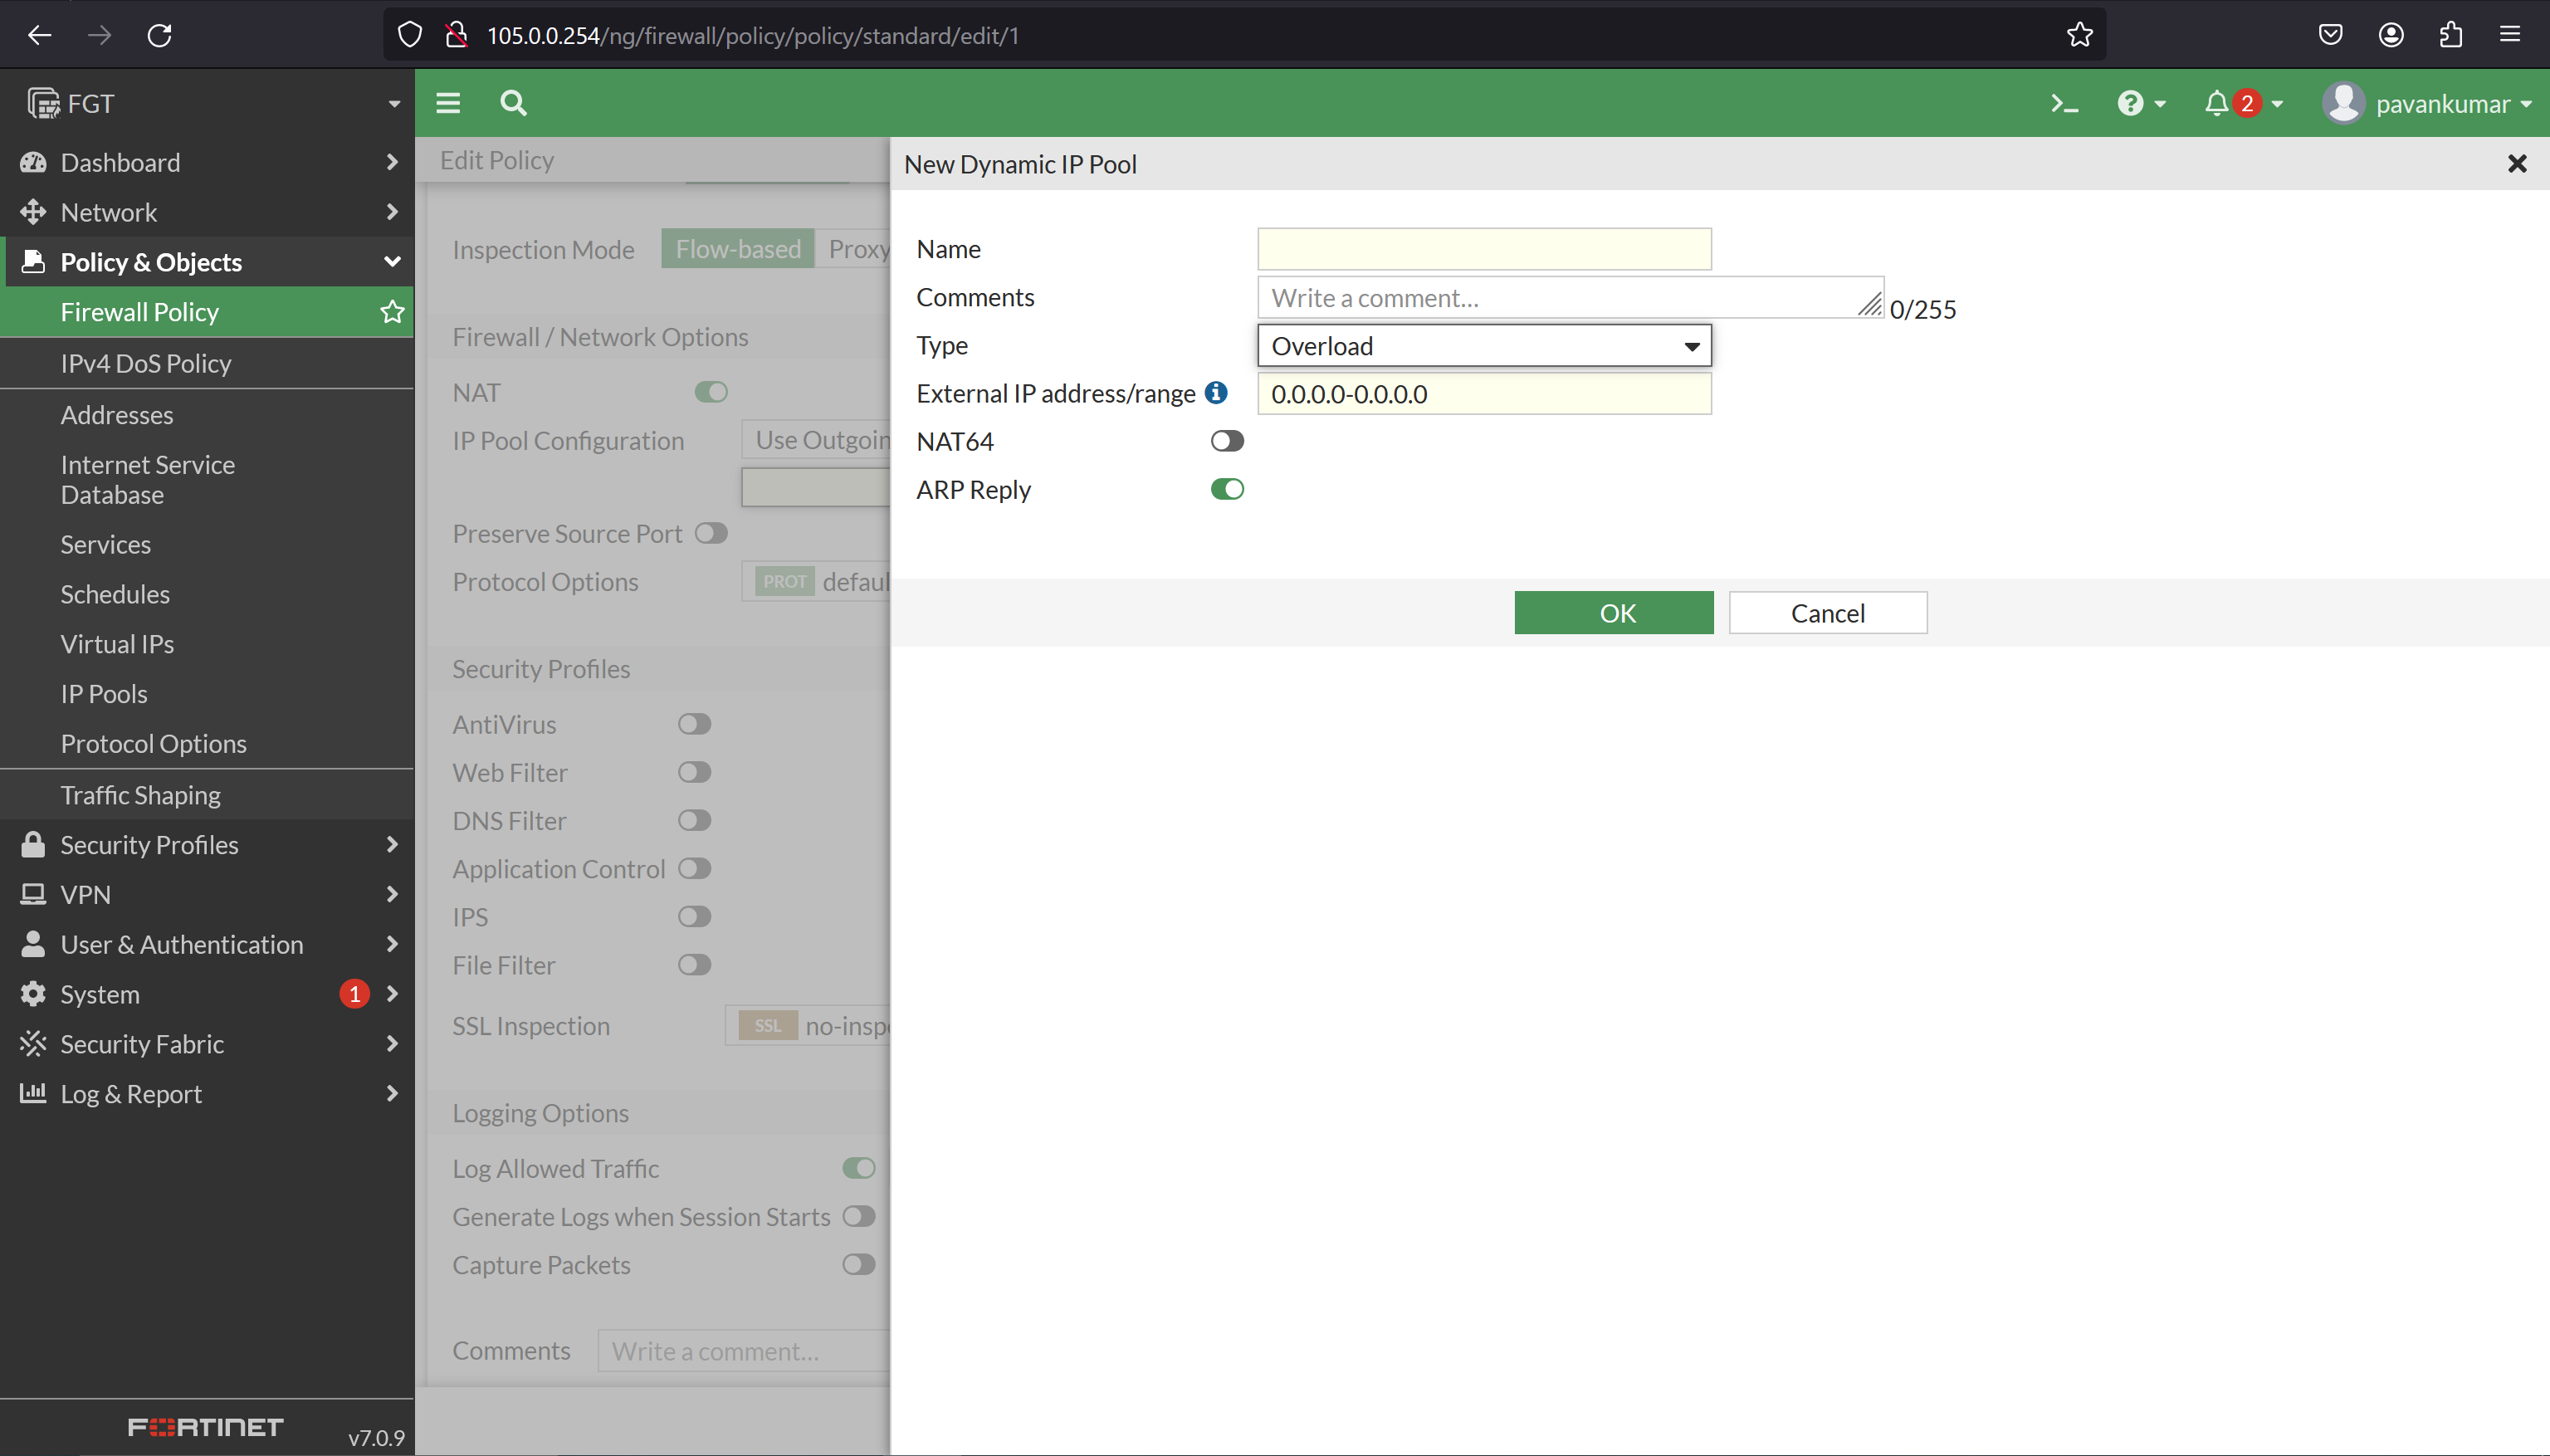 105.0.0.254/ng/firewall/policy/policy/standard/edit/1
FGT
2
pavankumar
Dashboard
Network
Policy & Objects
Firewall Policy
IPv4 DoS Policy
Addresses
Internet Service
Database
Services
Schedules
Virtual IPs
IP Pools
Protocol Options
Traffic Shaping
Security Profiles
VPN
User & Authentication
System 1
Security Fabric
Log & Report
FORTINET
v7.0.9
Edit Policy
Inspection Mode Flow-based Proxy
Firewall / Network Options
NAT
IP Pool Configuration Use Outgoin
Preserve Source Port
Protocol Options PROT defaul
Security Profiles
AntiVirus
Web Filter
DNS Filter
Application Control
IPS
File Filter
SSL Inspection SSL no-inspe
Logging Options
Log Allowed Traffic
Generate Logs when Session Starts
Capture Packets
Comments Write a comment...
New Dynamic IP Pool
Name
Comments Write a comment... 0/255
Type Overload
External IP address/range 0.0.0.0-0.0.0.0
NAT64
ARP Reply
OK Cancel